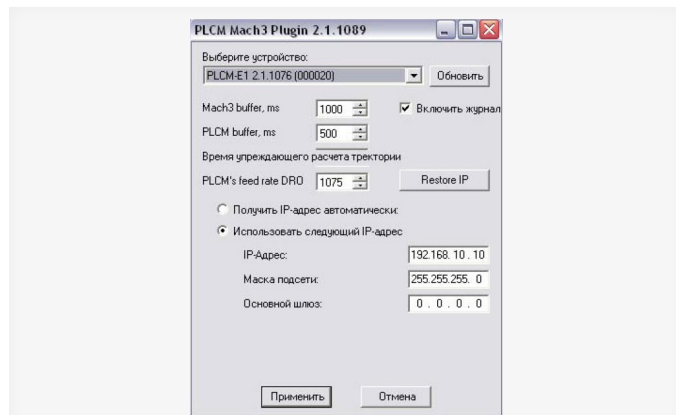 PLCM Mach3 Plugin 2.1.1089
Выберите устройство:
PLCM-E1 2.1.1076 (000020)
Обновить
Mach3 buffer, ms 1000
Включить журнал
PLCM buffer, ms 500
Время упреждающего расчета тректории
PLCM's feed rate DRO 1075
Restore IP
Получить IP-адрес автоматически:
Использовать следующий IP-адрес
IP-Адрес: 192.168. 10 . 10
Маска подсети: 255.255.255. 0
Основной шлюз: 0 . 0 . 0 . 0
Применить Отмена